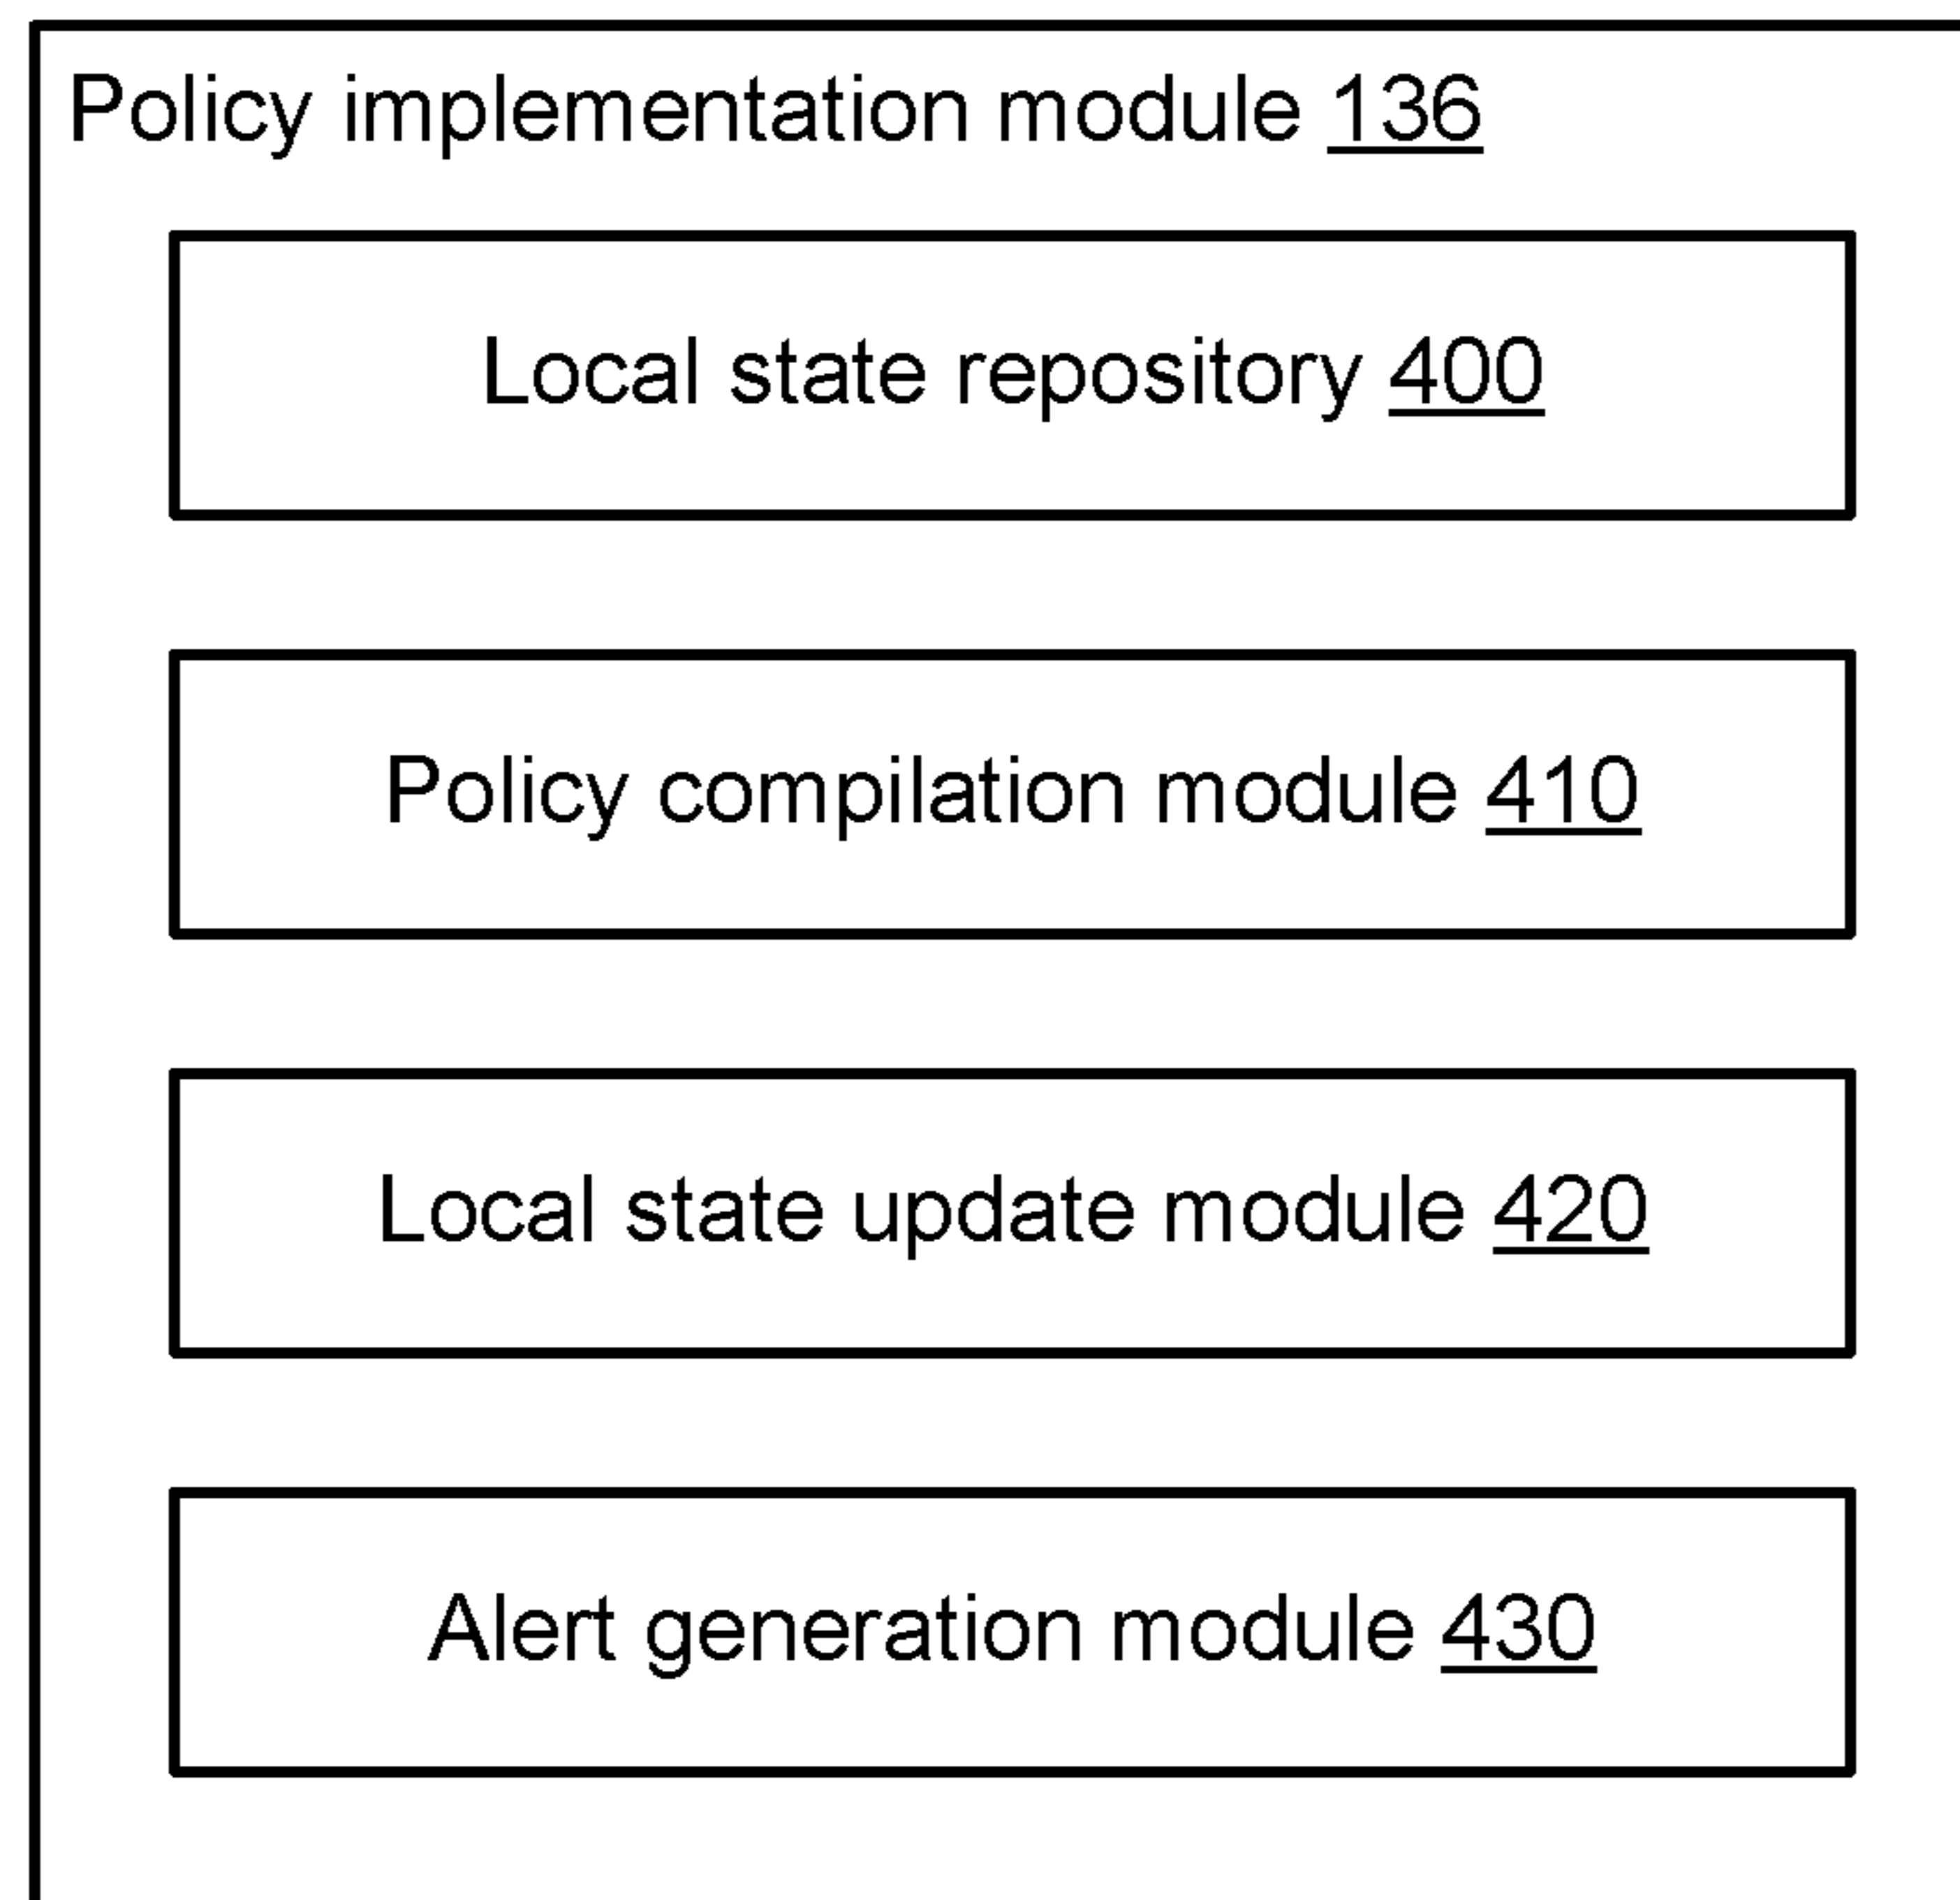 Policy implementation module 136
Local state repository 400
Policy compilation module 410
Local state update module 420
Alert generation module 430